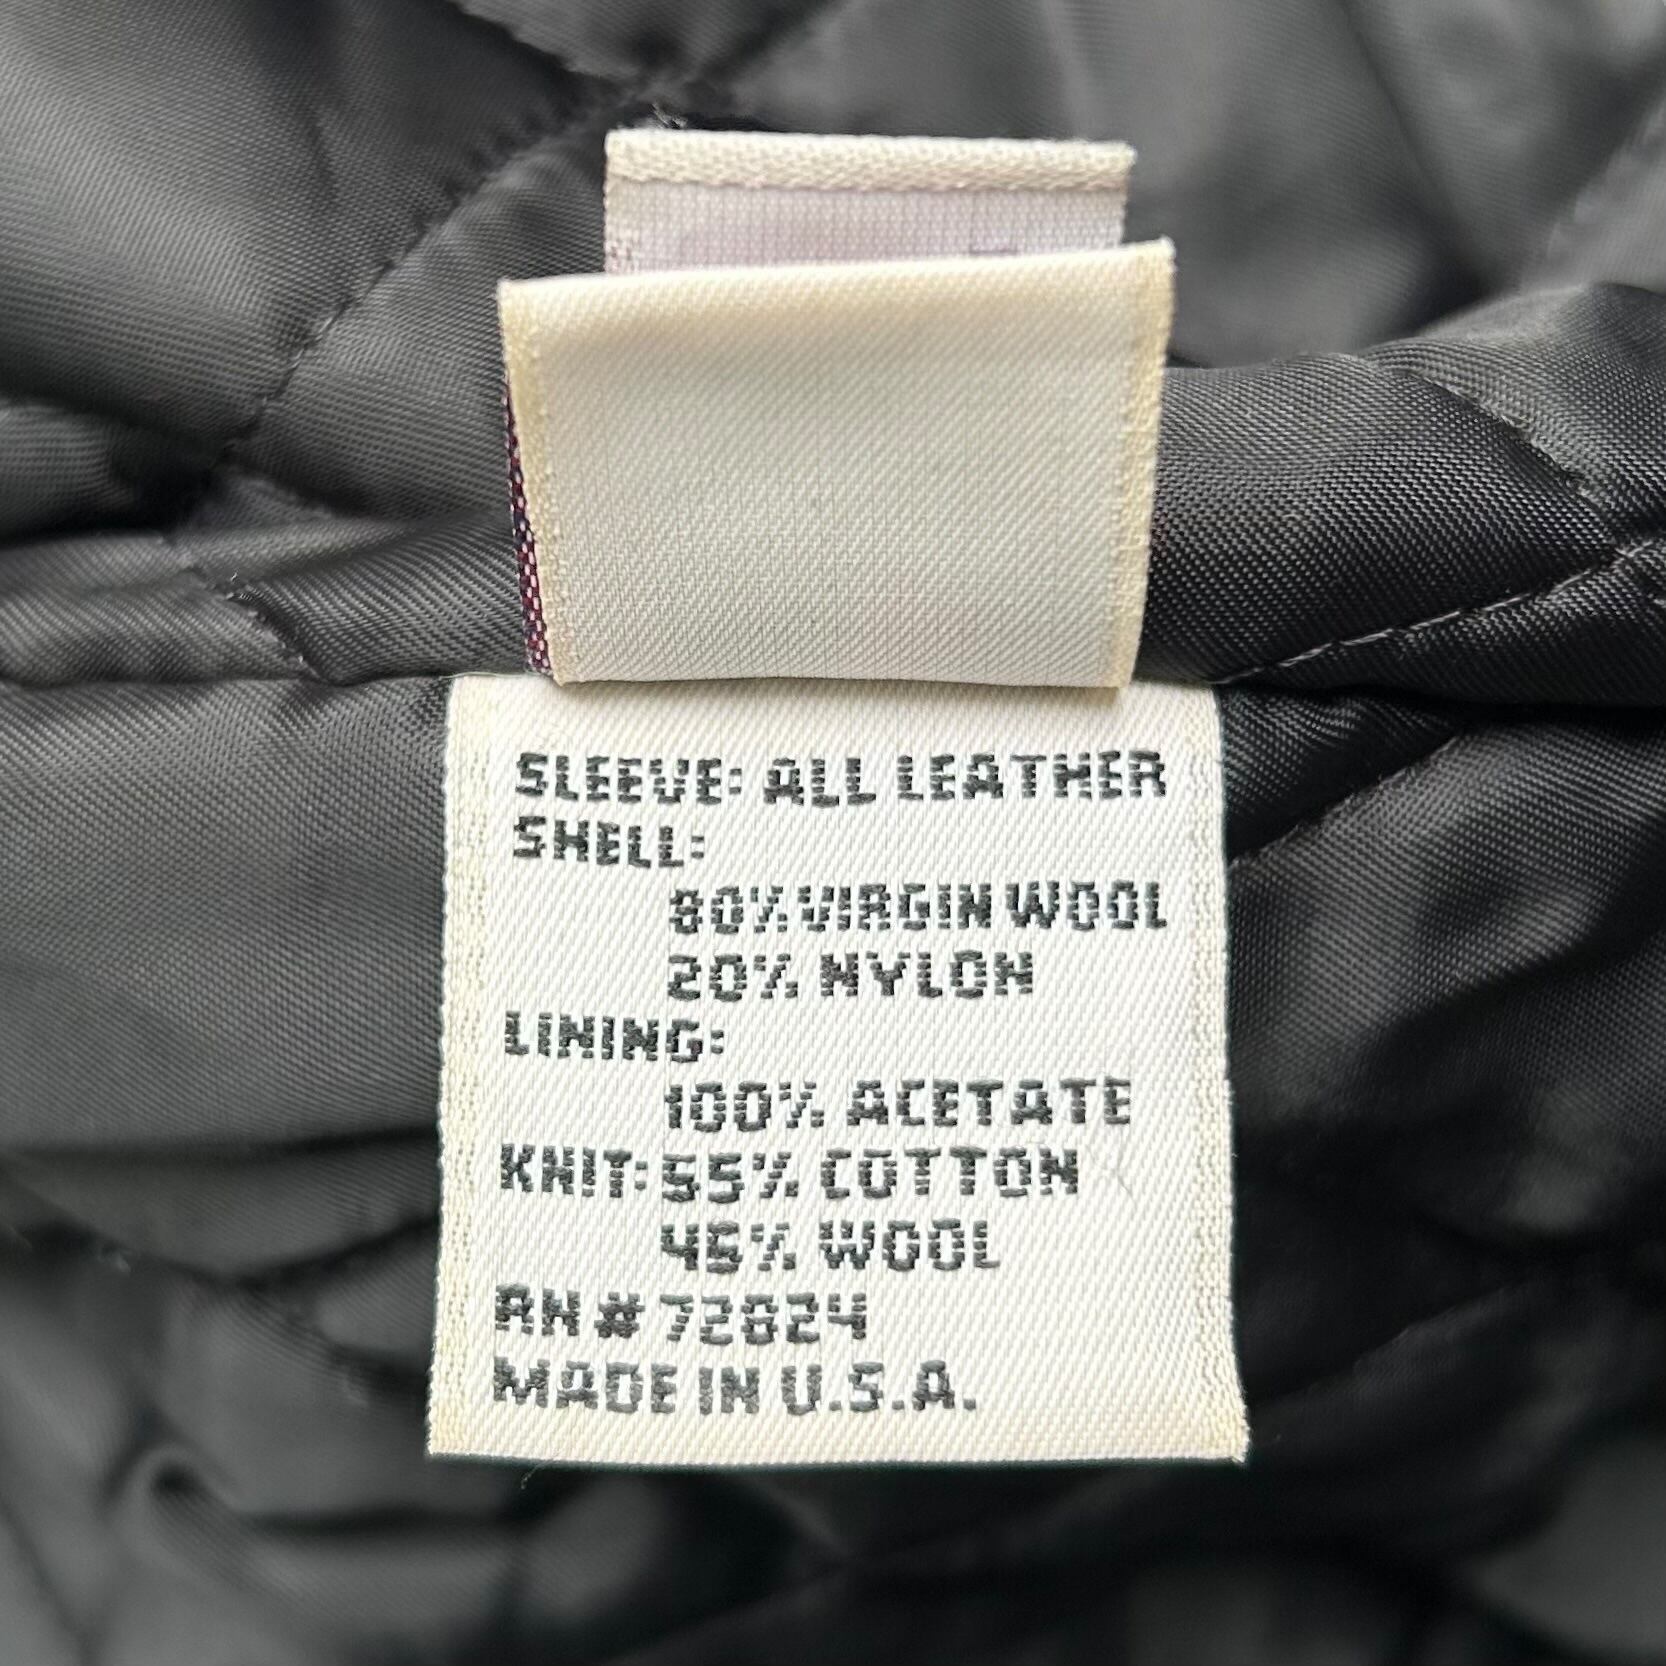 SLEEVE: ALL LEATHER
SHELL:
80% VIRGIN WOOL
20% NYLON
LINING:
100% ACETATE
KNIT: 55% COTTON
45% WOOL
RN # 72824
MADE IN U.S.A.